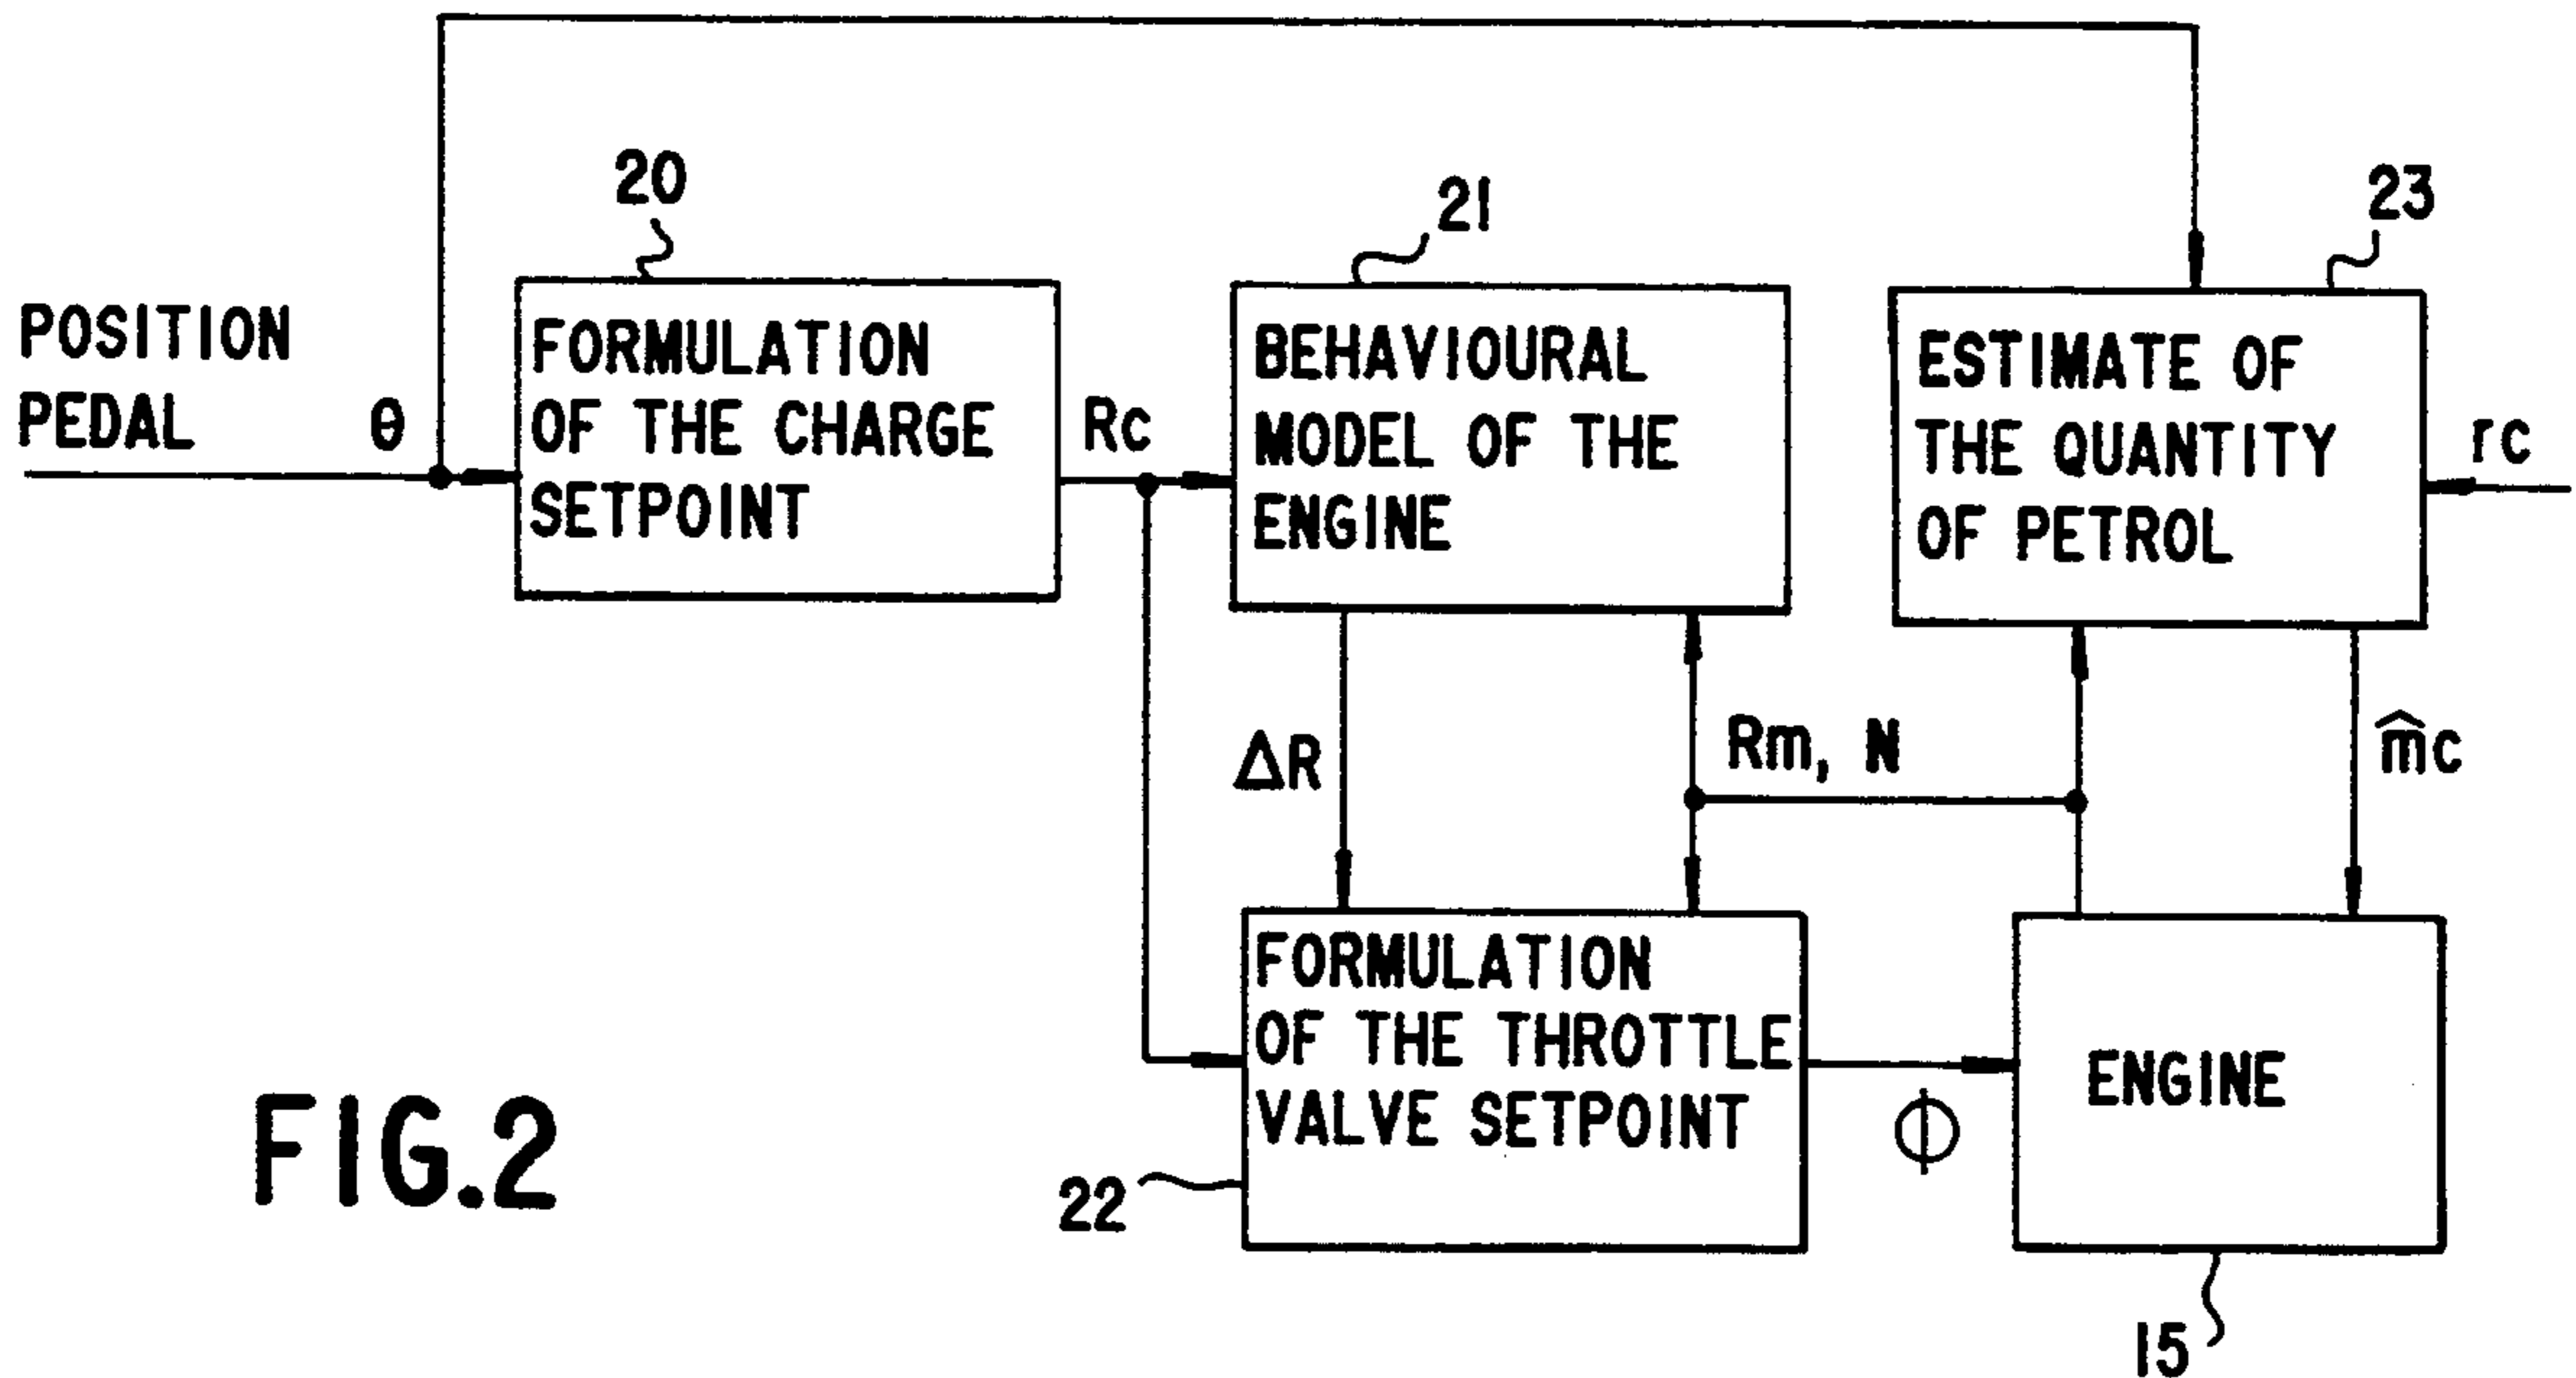 20
21
23
POSITION
PEDAL
θ
FORMULATION
OF THE CHARGE
SETPOINT
Rc
BEHAVIOURAL
MODEL OF THE
ENGINE
ESTIMATE OF
THE QUANTITY
OF PETROL
rc
ΔR
Rm, N
m̂c
FORMULATION
OF THE THROTTLE
VALVE SETPOINT
22
Φ
ENGINE
15
FIG.2